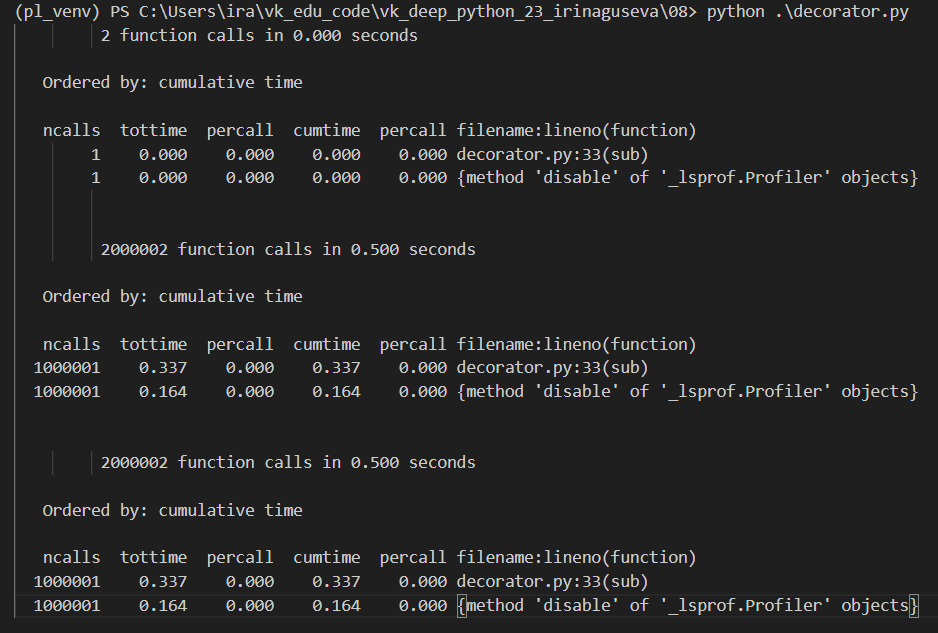 (pl_venv) PS C:\Users\ira\vk_edu_code\vk_deep_python_23_irinaguseva\08> python .\decorator.py
2 function calls in 0.000 seconds
Ordered by: cumulative time
ncalls  tottime  percall  cumtime  percall filename:lineno(function)
1    0.000    0.000    0.000    0.000 decorator.py:33(sub)
1    0.000    0.000    0.000    0.000 {method 'disable' of '_lsprof.Profiler' objects}
2000002 function calls in 0.500 seconds
Ordered by: cumulative time
ncalls  tottime  percall  cumtime  percall filename:lineno(function)
1000001    0.337    0.000    0.337    0.000 decorator.py:33(sub)
1000001    0.164    0.000    0.164    0.000 {method 'disable' of '_lsprof.Profiler' objects}
2000002 function calls in 0.500 seconds
Ordered by: cumulative time
ncalls  tottime  percall  cumtime  percall filename:lineno(function)
1000001    0.337    0.000    0.337    0.000 decorator.py:33(sub)
1000001    0.164    0.000    0.164    0.000 {method 'disable' of '_lsprof.Profiler' objects}